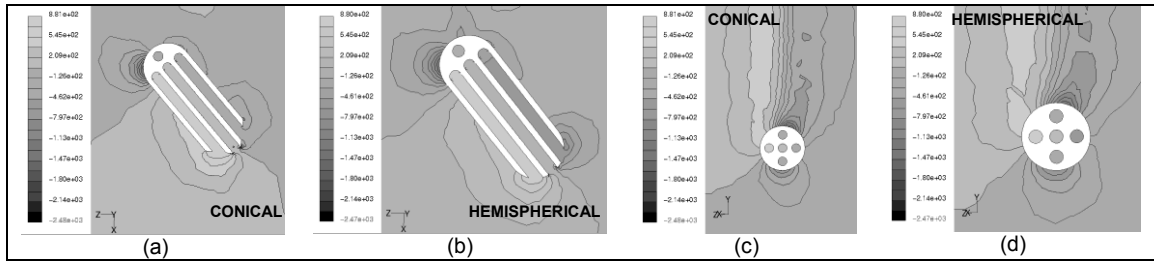 8.81e+02
5.45e+02
2.09e+02
-1.26e+02
-4.62e+02
-7.97e+02
-1.13e+03
-1.47e+03
-1.80e+03
-2.14e+03
-2.48e+03
Z Y
X
CONICAL
(a)
8.80e+02
5.45e+02
2.09e+02
-1.26e+02
-4.61e+02
-7.97e+02
-1.13e+03
-1.47e+03
-1.80e+03
-2.14e+03
-2.47e+03
Z Y
X
HEMISPHERICAL
(b)
CONICAL
8.81e+02
5.45e+02
2.09e+02
-1.26e+02
-4.62e+02
-7.97e+02
-1.13e+03
-1.47e+03
-1.80e+03
-2.14e+03
-2.48e+03
ZX
Y
(c)
HEMISPHERICAL
8.80e+02
5.45e+02
2.09e+02
-1.26e+02
-4.61e+02
-7.97e+02
-1.13e+03
-1.47e+03
-1.80e+03
-2.14e+03
-2.47e+03
ZX
Y
(d)